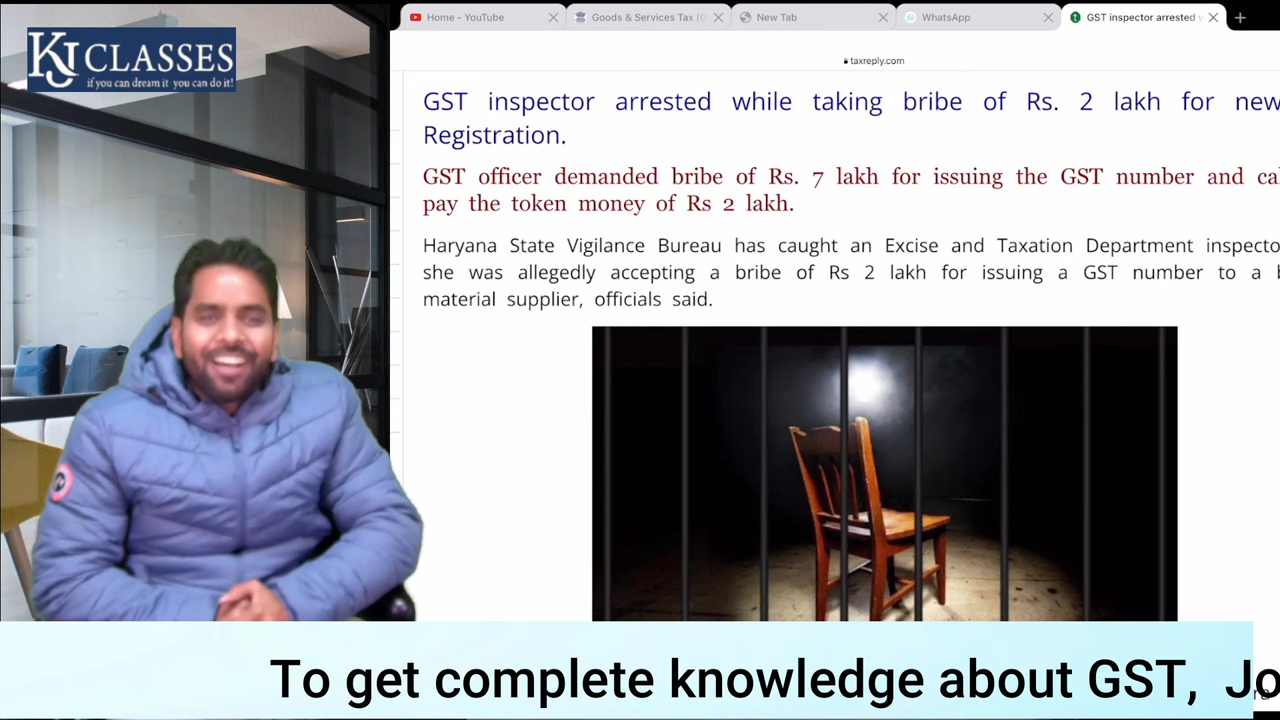 KJ CLASSES
if you can dream it you can do it!
Home - YouTube
Goods & Services Tax (
New Tab
WhatsApp
GST inspector arrested
taxreply.com
GST inspector arrested while taking bribe of Rs. 2 lakh for new
Registration.
GST officer demanded bribe of Rs. 7 lakh for issuing the GST number and
pay the token money of Rs 2 lakh.
Haryana State Vigilance Bureau has caught an Excise and Taxation Department
she was allegedly accepting a bribe of Rs 2 lakh for issuing a GST number to a
material supplier, officials said.
To get complete knowledge about GST,